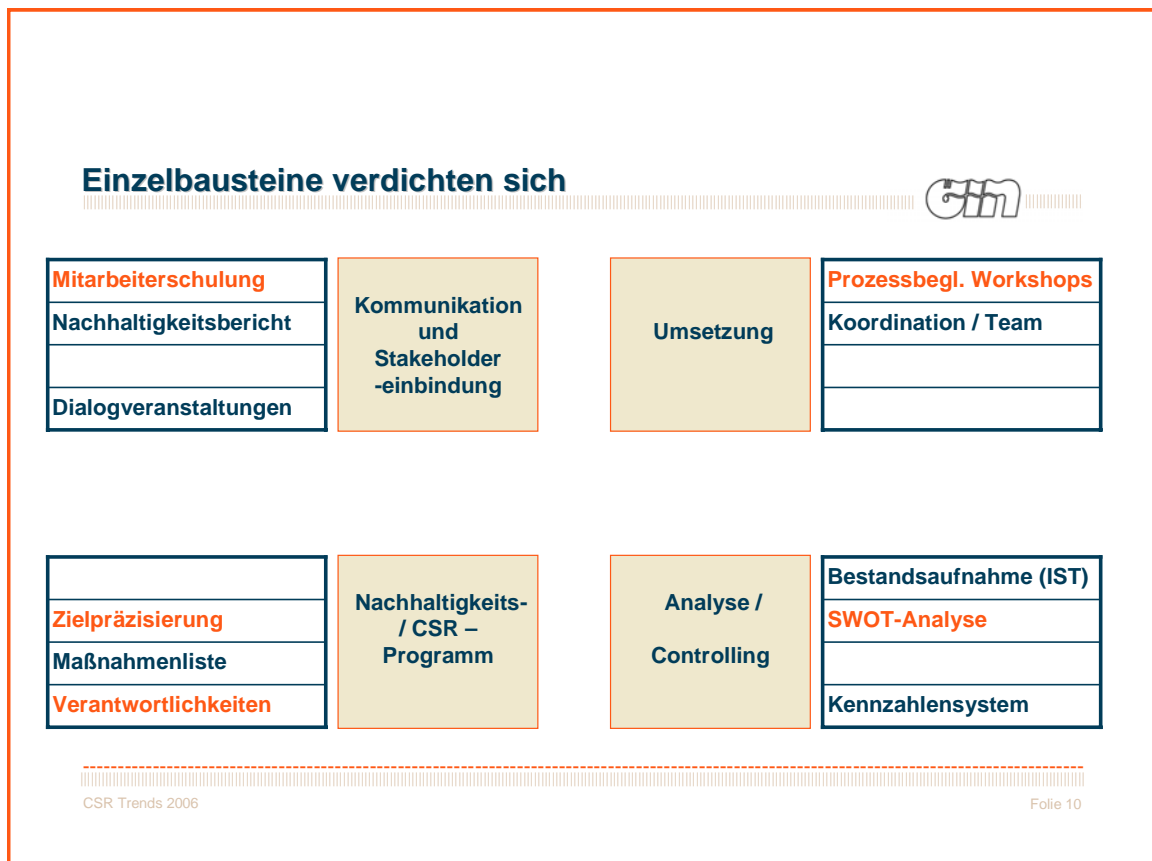 Einzelbausteine verdichten sich
Gin
Mitarbeiterschulung
Nachhaltigkeitsbericht
Dialogveranstaltungen
Kommunikation
und
Stakeholder
-einbindung
Umsetzung
Prozessbegl. Workshops
Koordination / Team
Zielpräzisierung
Maßnahmenliste
Verantwortlichkeiten
Nachhaltigkeits-
/ CSR –
Programm
Analyse /
Controlling
Bestandsaufnahme (IST)
SWOT-Analyse
Kennzahlensystem
CSR Trends 2006
Folie 10